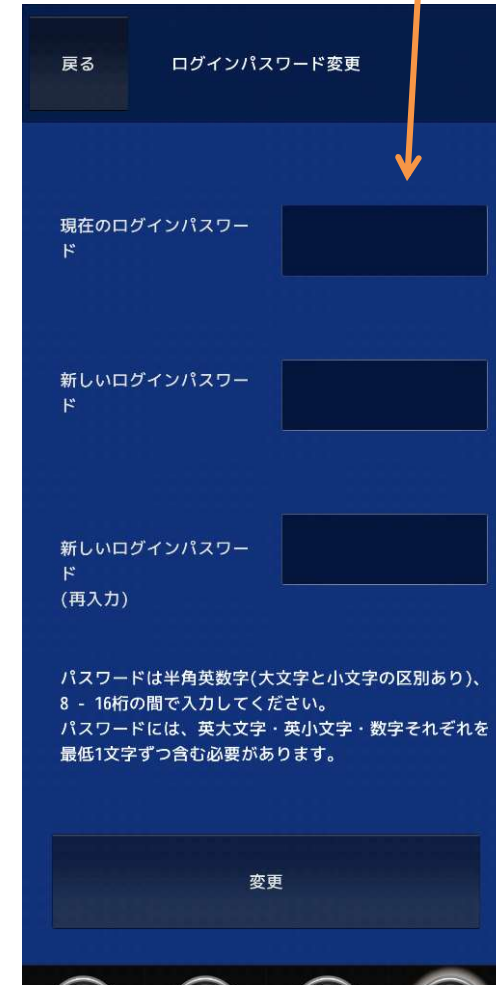 戻る
ログインパスワード変更
現在のログインパスワー
ド
新しいログインパスワー
ド
新しいログインパスワー
ド
(再入力)
パスワードは半角英数字(大文字と小文字の区別あり)、
8 - 16桁の間で入力してください。
パスワードには、英大文字・英小文字・数字それぞれを
最低1文字ずつ含む必要があります。
変更